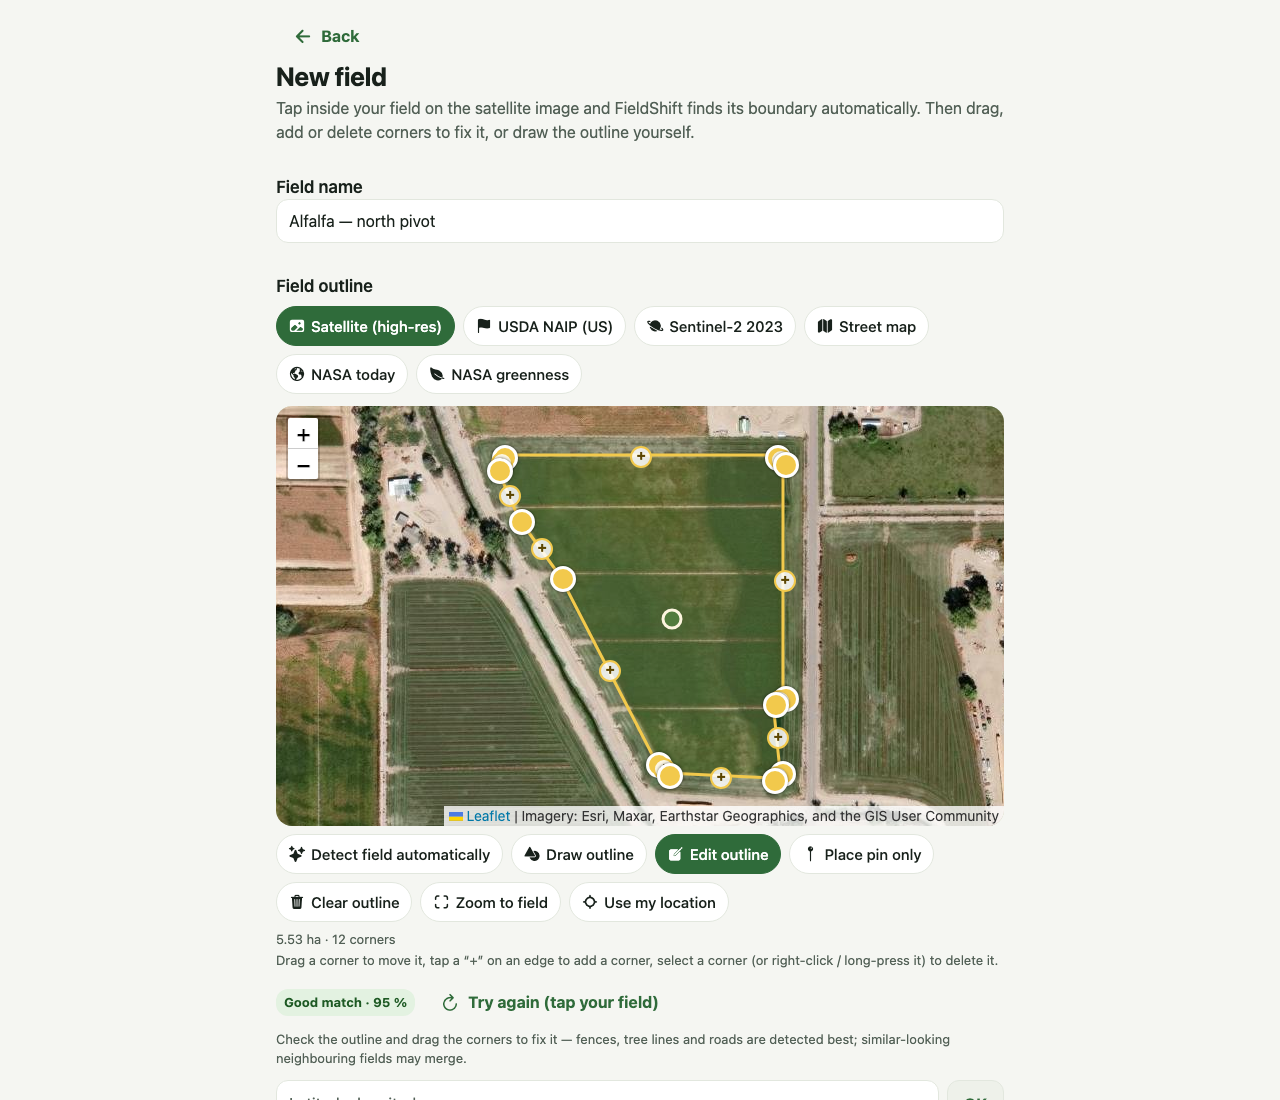 Back
New field
Tap inside your field on the satellite image and FieldShift finds its boundary automatically. Then drag,
add or delete corners to fix it, or draw the outline yourself.
Field name
Alfalfa — north pivot
Field outline
Satellite (high-res)
USDA NAIP (US)
Sentinel-2 2023
Street map
NASA today
NASA greenness
+
−
Leaflet | Imagery: Esri, Maxar, Earthstar Geographics, and the GIS User Community
Detect field automatically
Draw outline
Edit outline
Place pin only
Clear outline
Zoom to field
Use my location
5.53 ha · 12 corners
Drag a corner to move it, tap a “+” on an edge to add a corner, select a corner (or right-click / long-press it) to delete it.
Good match · 95 %
Try again (tap your field)
Check the outline and drag the corners to fix it — fences, tree lines and roads are detected best; similar-looking
neighbouring fields may merge.